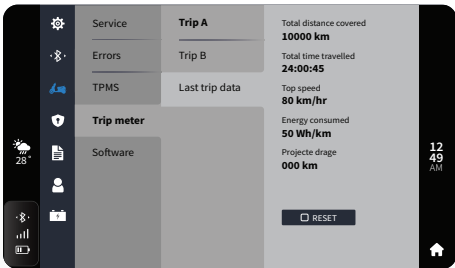 Service
Errors
TPMS
Trip meter
Software
Trip A
Trip B
Last trip data
Total distance covered
10000 km
Total time travelled
24:00:45
Top speed
80 km/hr
Energy consumed
50 Wh/km
Projecte drage
000 km
RESET
28°
12
49
AM